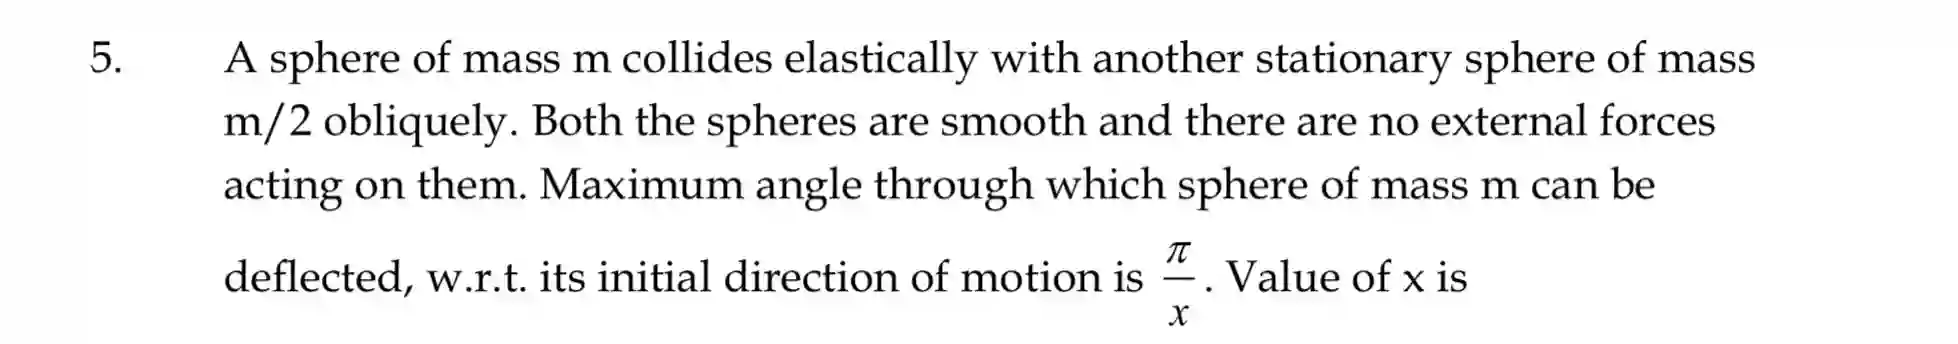 5. A sphere of mass m collides elastically with another stationary sphere of mass
m/2 obliquely. Both the spheres are smooth and there are no external forces
acting on them. Maximum angle through which sphere of mass m can be
deflected, w.r.t. its initial direction of motion is π/x. Value of x is